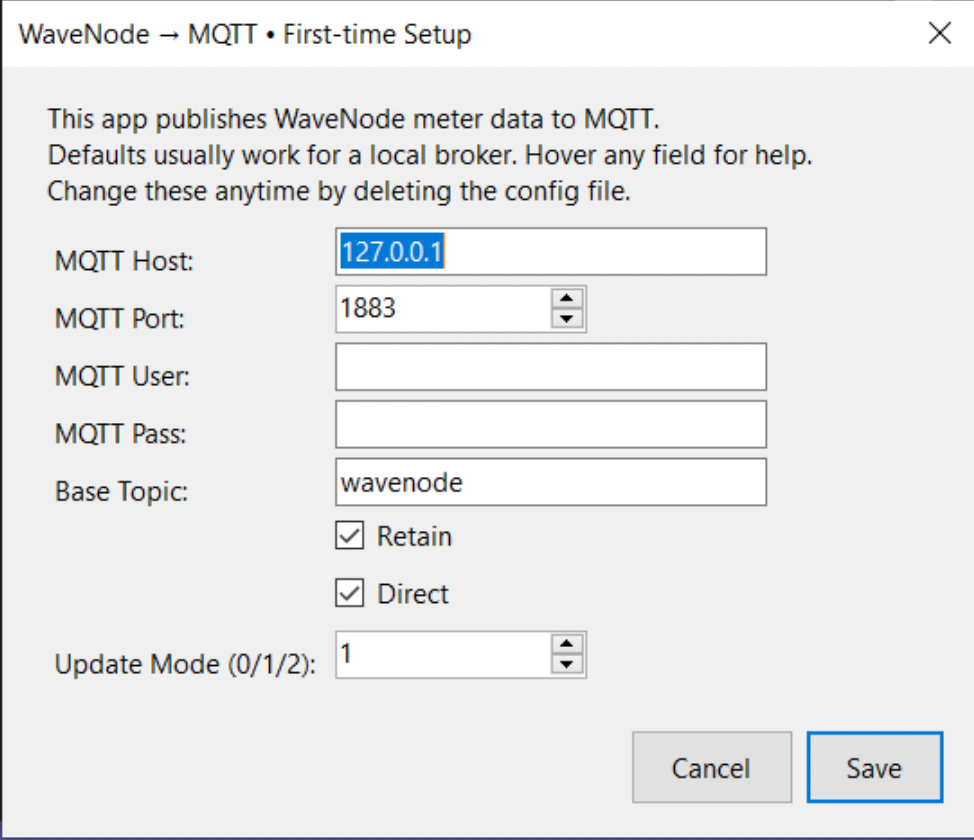 WaveNode → MQTT • First-time Setup
This app publishes WaveNode meter data to MQTT.
Defaults usually work for a local broker. Hover any field for help.
Change these anytime by deleting the config file.
MQTT Host: 127.0.0.1
MQTT Port: 1883
MQTT User:
MQTT Pass:
Base Topic: wavenode
Retain
Direct
Update Mode (0/1/2): 1
Cancel Save